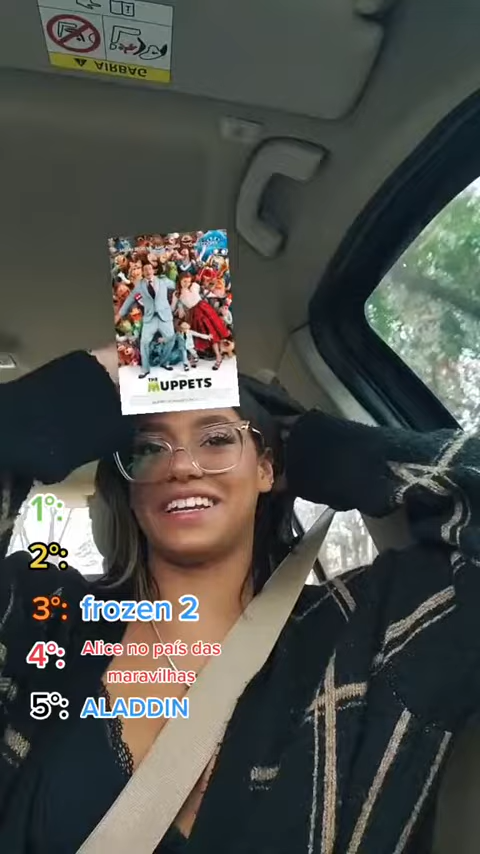 AIRBAG
THE
MUPPETS
1°:
2°:
3°: frozen 2
4°: Alice no país das
maravilhas
5°: ALADDIN